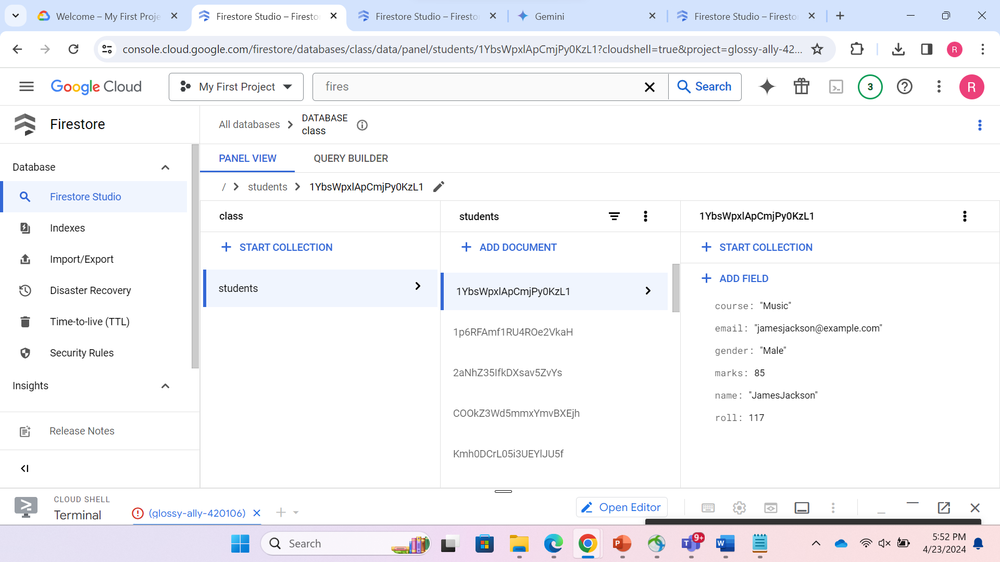 Welcome – My First Proje
Firestore Studio – Firesto
Firestore Studio – Firesto
Gemini
Firestore Studio – Firesto
console.cloud.google.com/firestore/databases/class/data/panel/students/1YbsWpxlApCmjPy0KzL1?cloudshell=true&project=glossy-ally-42...
R
Google Cloud
My First Project
fires
Search
3
R
Firestore
All databases
DATABASE
class
PANEL VIEW
QUERY BUILDER
Database
/ students 1YbsWpxlApCmjPy0KzL1
Firestore Studio
Indexes
Import/Export
Disaster Recovery
Time-to-live (TTL)
Security Rules
Insights
Release Notes
class
START COLLECTION
students
students
ADD DOCUMENT
1YbsWpxlApCmjPy0KzL1
1p6RFAmf1RU4ROe2VkaH
2aNhZ35IfkDXsav5ZvYs
COOkZ3Wd5mmxYmvBXEjh
Kmh0DCrL05i3UEYlJU5f
1YbsWpxlApCmjPy0KzL1
START COLLECTION
ADD FIELD
course: "Music"
email: "jamesjackson@example.com"
gender: "Male"
marks: 85
name: "JamesJackson"
roll: 117
CLOUD SHELL
Terminal
(glossy-ally-420106)
Open Editor
Search
9+
5:52 PM
4/23/2024